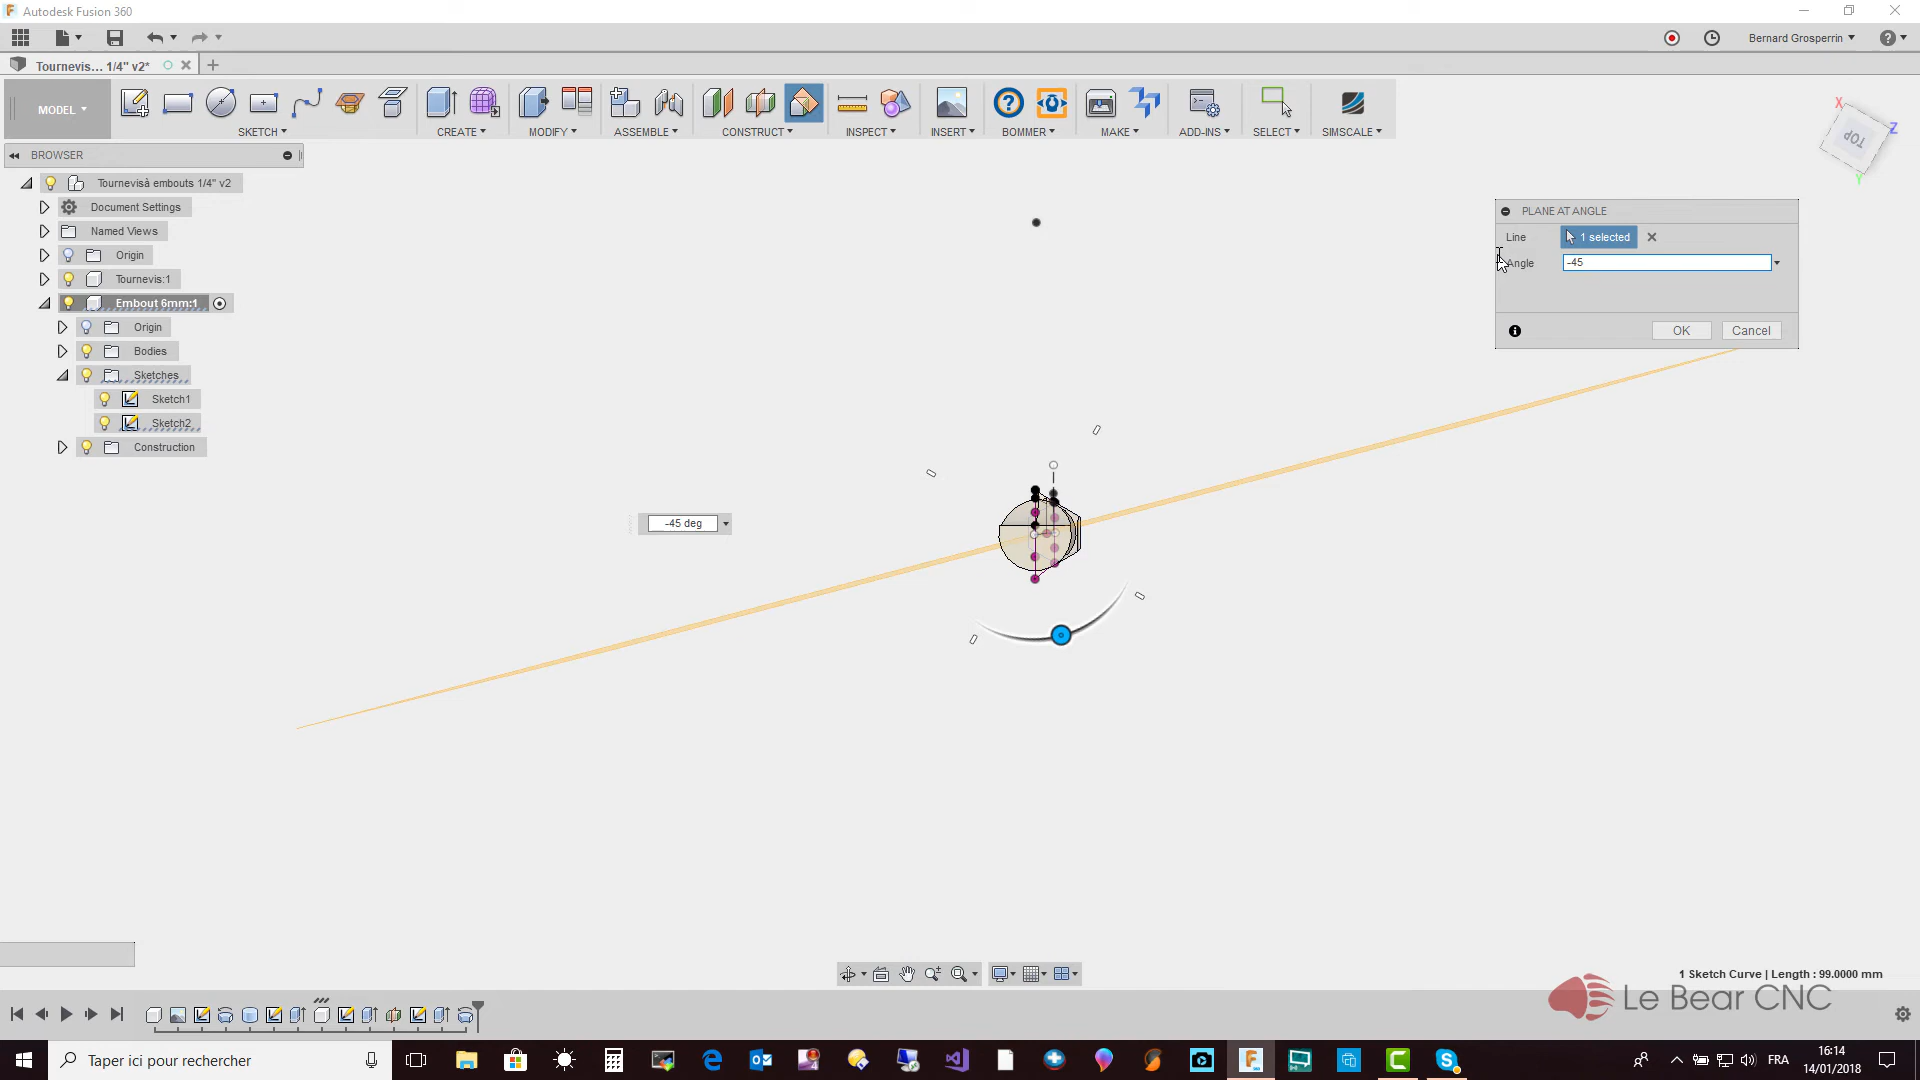 Autodesk Fusion 360
Bernard Grosperrin
Tournevis... 1/4" v2*
MODEL
SKETCH
CREATE
MODIFY
ASSEMBLE
CONSTRUCT
INSPECT
INSERT
BOMMER
MAKE
ADD-INS
SELECT
SIMSCALE
BROWSER
X
Z
TOP
Y
Tournevisà embouts 1/4" v2
Document Settings
Named Views
Origin
Tournevis:1
Embout 6mm:1
Origin
Bodies
Sketches
Sketch1
Sketch2
Construction
PLANE AT ANGLE
Line
1 selected
Angle
-45
OK
Cancel
-45 deg
1 Sketch Curve | Length : 99.0000 mm
Le Bear CNC
Taper ici pour rechercher
FRA
16:14
14/01/2018